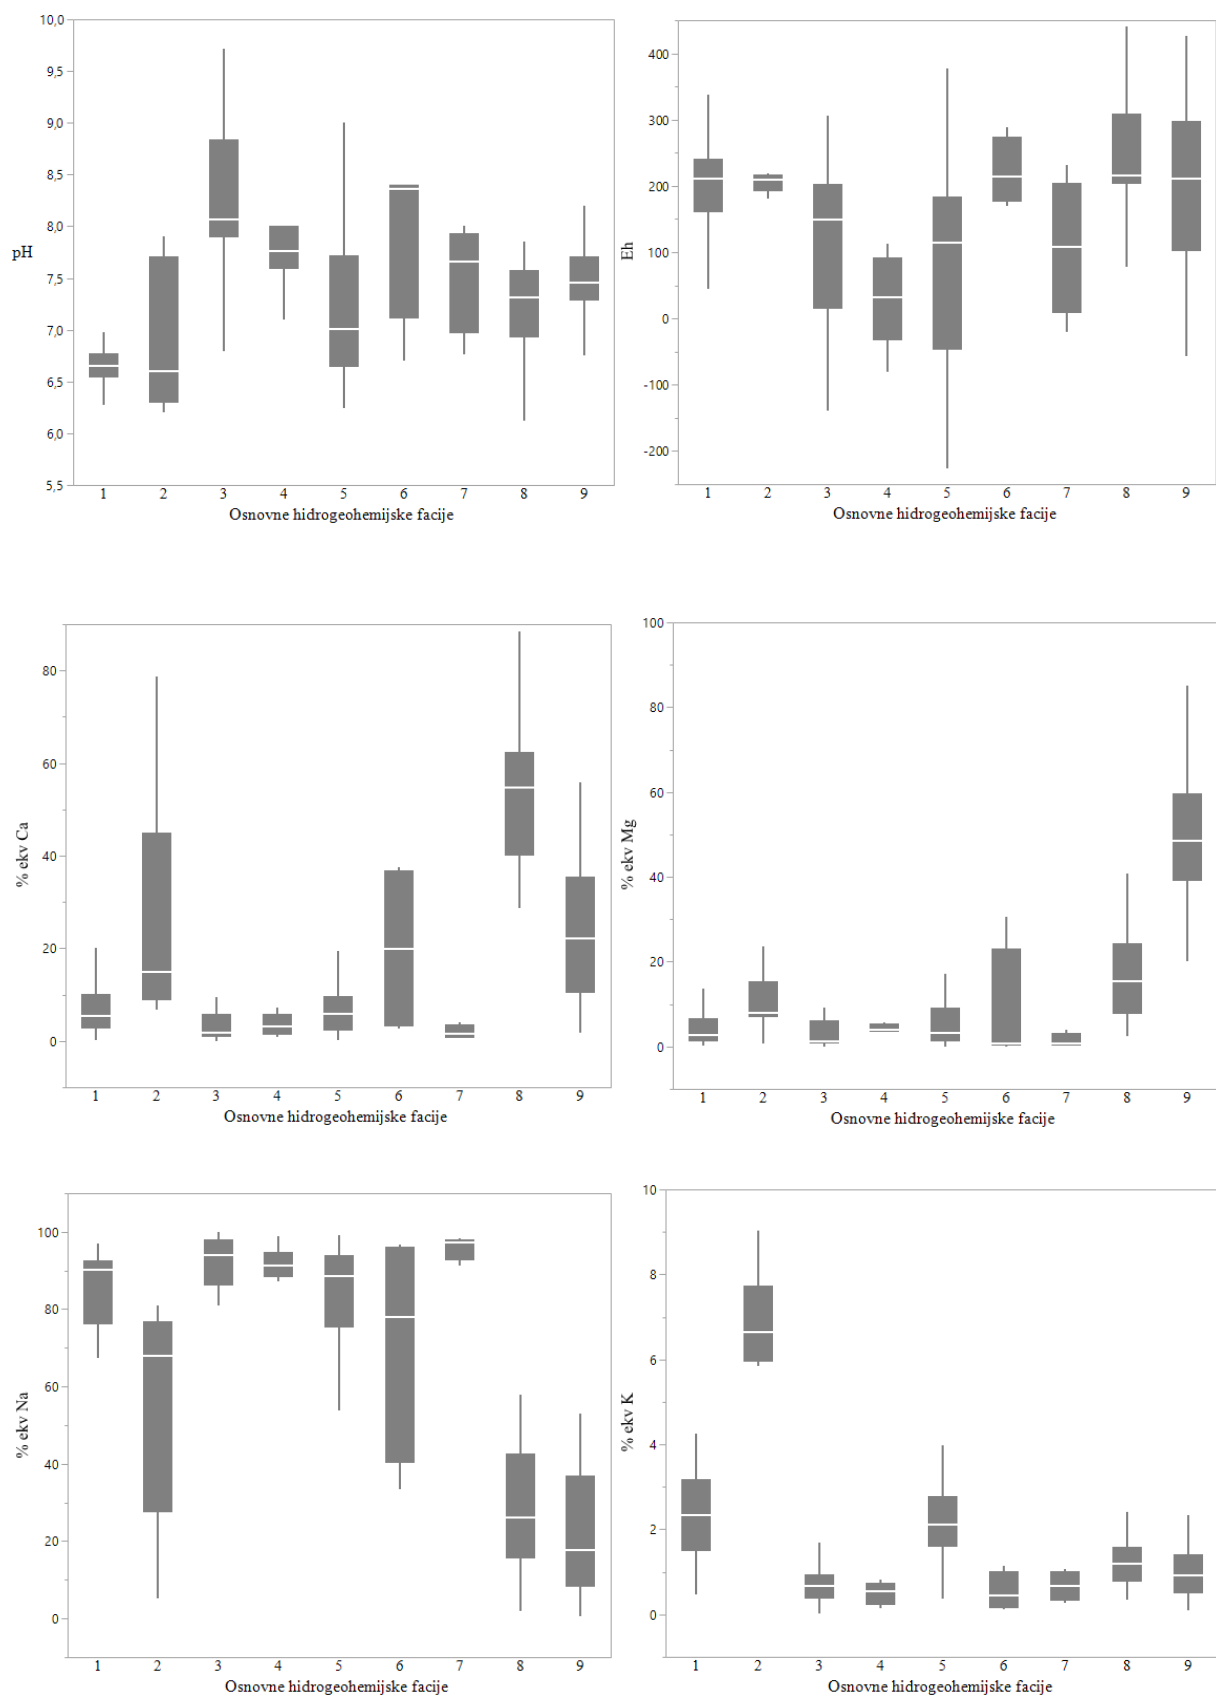 10,0
9,5
9,0
8,5
8,0
7,5
7,0
6,5
6,0
5,5
pH
1 2 3 4 5 6 7 8 9
Osnovne hidrogeohemijske facije
400
300
200
100
0
-100
-200
Eh
1 2 3 4 5 6 7 8 9
Osnovne hidrogeohemijske facije
80
60
40
20
0
% ekv Ca
1 2 3 4 5 6 7 8 9
Osnovne hidrogeohemijske facije
100
80
60
40
20
0
% ekv Mg
1 2 3 4 5 6 7 8 9
Osnovne hidrogeohemijske facije
100
80
60
40
20
0
% ekv Na
1 2 3 4 5 6 7 8 9
Osnovne hidrogeohemijske facije
10
8
6
4
2
0
% ekv K
1 2 3 4 5 6 7 8 9
Osnovne hidrogeohemijske facije